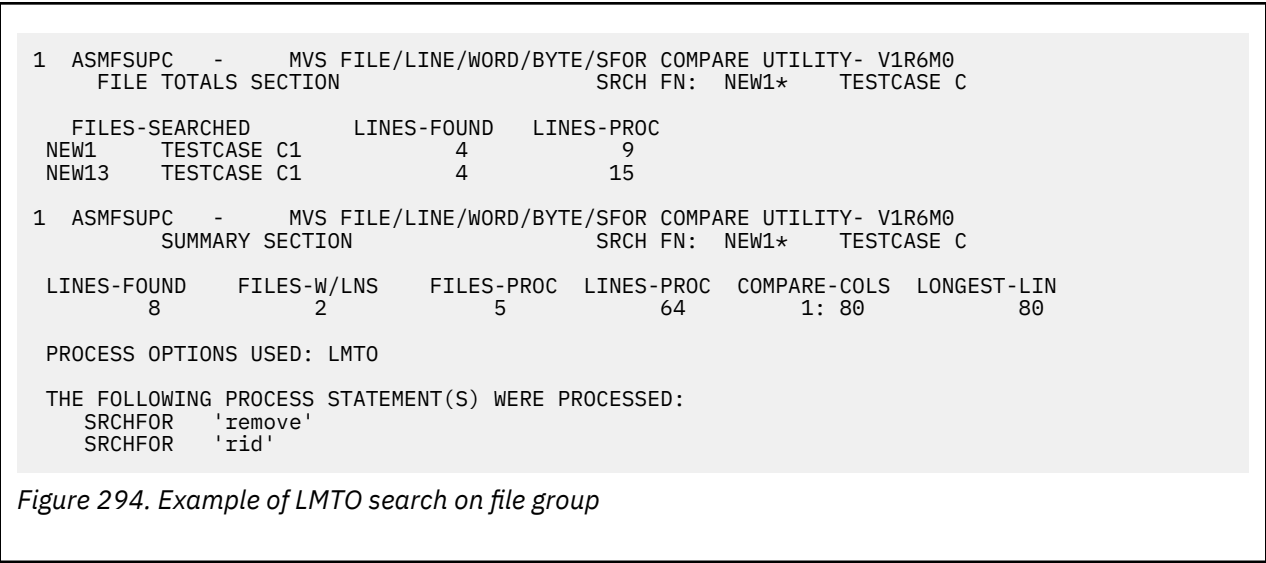 1  ASMFSUPC   -     MVS FILE/LINE/WORD/BYTE/SFOR COMPARE UTILITY- V1R6M0
FILE TOTALS SECTION                    SRCH FN:  NEW1*    TESTCASE C
FILES-SEARCHED        LINES-FOUND   LINES-PROC
NEW1     TESTCASE C1            4            9
NEW13    TESTCASE C1            4           15
1  ASMFSUPC   -     MVS FILE/LINE/WORD/BYTE/SFOR COMPARE UTILITY- V1R6M0
SUMMARY SECTION                   SRCH FN:  NEW1*    TESTCASE C
LINES-FOUND    FILES-W/LNS    FILES-PROC  LINES-PROC  COMPARE-COLS  LONGEST-LIN
8            2             5            64         1: 80            80
PROCESS OPTIONS USED: LMTO
THE FOLLOWING PROCESS STATEMENT(S) WERE PROCESSED:
SRCHFOR   'remove'
SRCHFOR   'rid'
Figure 294. Example of LMTO search on file group